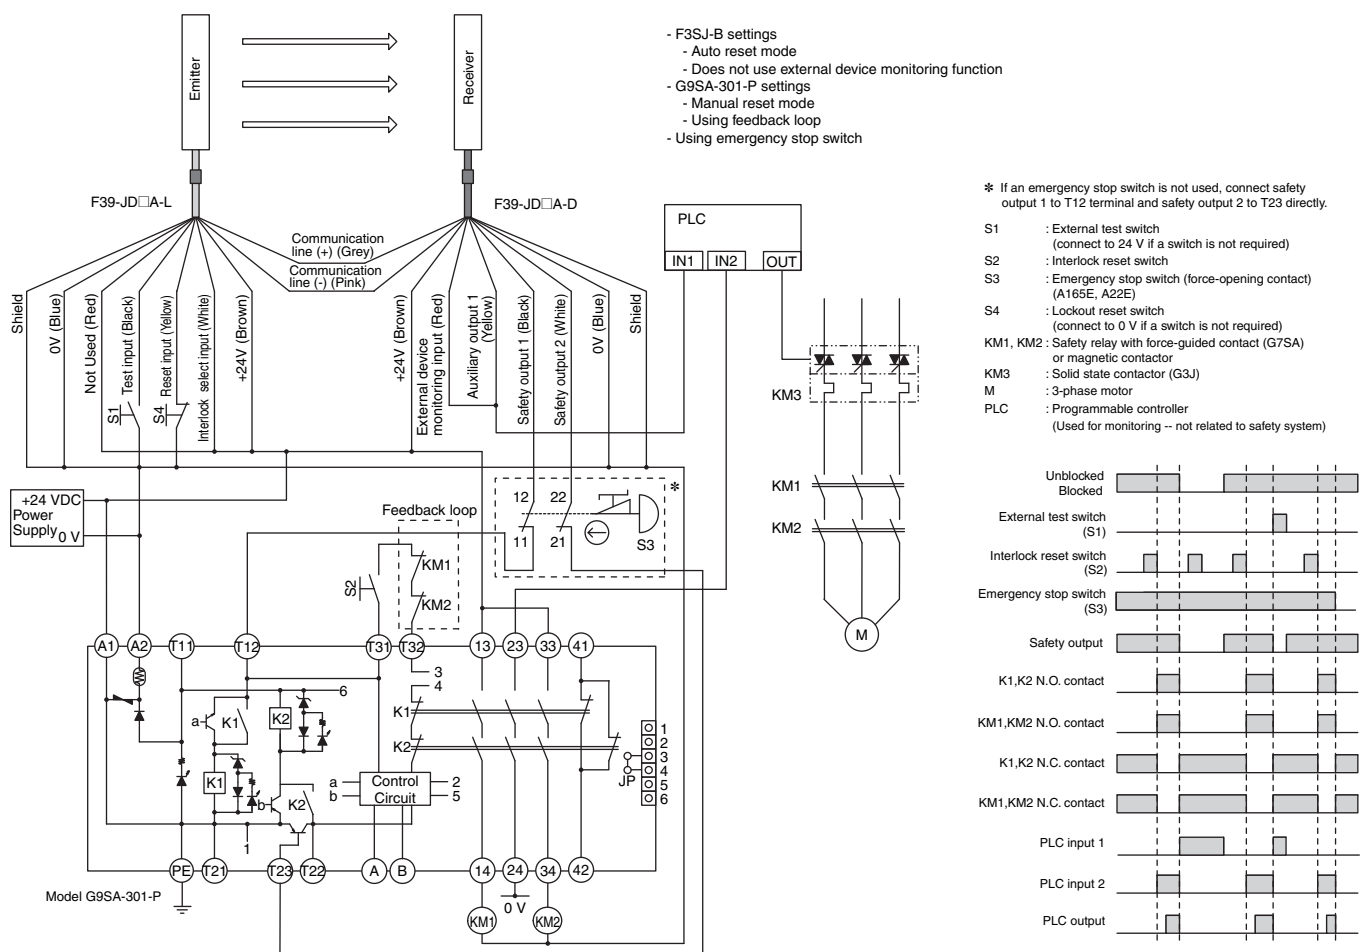 Emitter
Receiver
F39-JD□A-L
F39-JD□A-D
- F3SJ-B settings
- Auto reset mode
- Does not use external device monitoring function
- G9SA-301-P settings
- Manual reset mode
- Using feedback loop
- Using emergency stop switch
Communication
line (+) (Grey)
Communication
line (-) (Pink)
Shield
0V (Blue)
Not Used (Red)
Test input (Black)
Reset input (Yellow)
Interlock select input (White)
+24V (Brown)
+24V (Brown)
External device
monitoring input (Red)
Auxiliary output 1
(Yellow)
Safety output 1 (Black)
Safety output 2 (White)
0V (Blue)
Shield
S1
S4
PLC
IN1
IN2
OUT
KM3
KM1
KM2
M
+24 VDC
Power
Supply
0 V
Feedback loop
KM1
KM2
S2
12
22
11
21
S3
*
A1
A2
T11
T12
T31
T32
13
23
33
41
3
4
6
a
K1
K2
K1
K2
K1
b
K2
1
a
b
Control
Circuit
2
5
JP
1
2
3
4
5
6
PE
T21
T23
T22
A
B
14
24
34
42
Model G9SA-301-P
KM1
0 V
KM2
* If an emergency stop switch is not used, connect safety
output 1 to T12 terminal and safety output 2 to T23 directly.
S1 : External test switch
(connect to 24 V if a switch is not required)
S2 : Interlock reset switch
S3 : Emergency stop switch (force-opening contact)
(A165E, A22E)
S4 : Lockout reset switch
(connect to 0 V if a switch is not required)
KM1, KM2 : Safety relay with force-guided contact (G7SA)
or magnetic contactor
KM3 : Solid state contactor (G3J)
M : 3-phase motor
PLC : Programmable controller
(Used for monitoring -- not related to safety system)
Unblocked
Blocked
External test switch
(S1)
Interlock reset switch
(S2)
Emergency stop switch
(S3)
Safety output
K1,K2 N.O. contact
KM1,KM2 N.O. contact
K1,K2 N.C. contact
KM1,KM2 N.C. contact
PLC input 1
PLC input 2
PLC output